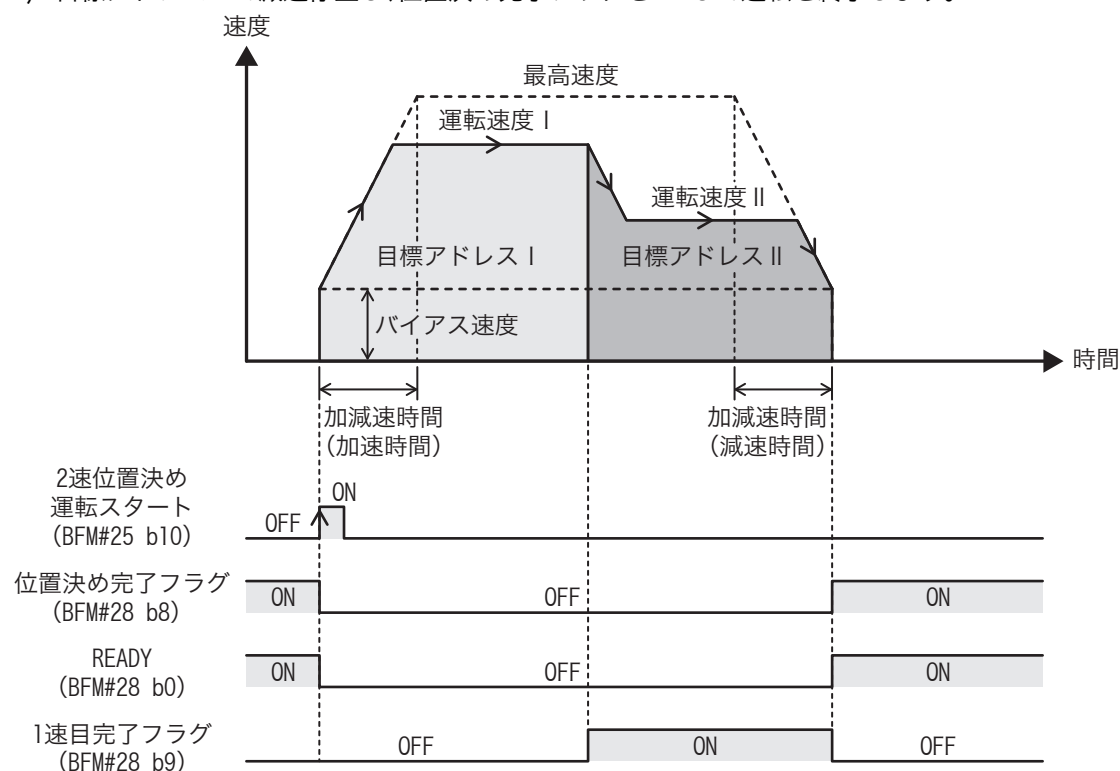 速度
最高速度
運転速度Ⅰ
運転速度Ⅱ
目標アドレスⅠ
目標アドレスⅡ
バイアス速度
時間
加減速時間
(加速時間)
加減速時間
(減速時間)
2速位置決め
運転スタート
(BFM#25 b10)
OFF
ON
位置決め完了フラグ
(BFM#28 b8)
ON
OFF
ON
READY
(BFM#28 b0)
ON
OFF
ON
1速目完了フラグ
(BFM#28 b9)
OFF
ON
OFF